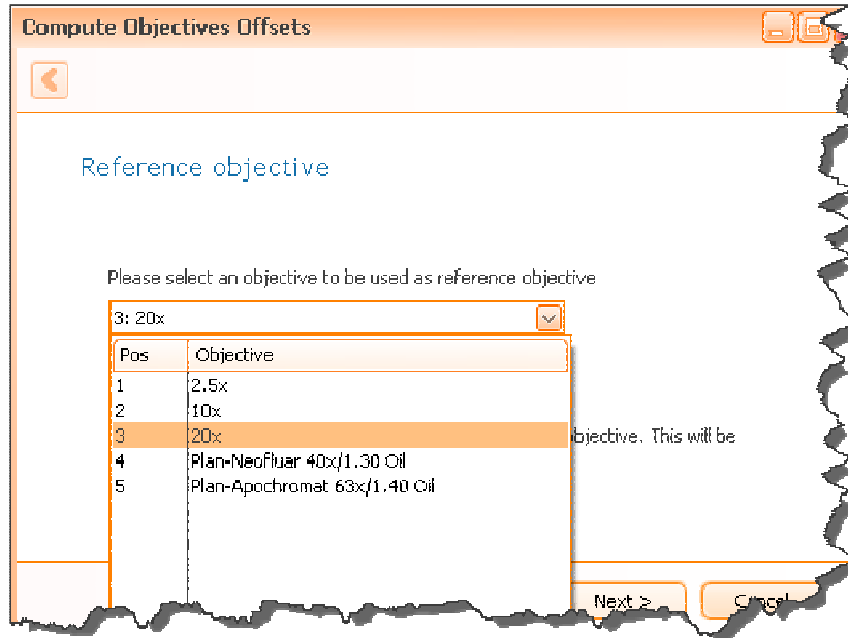 Compute Objectives Offsets
Reference objective
Please select an objective to be used as reference objective
3: 20x
Pos Objective
1 2.5x
2 10x
3 20x
bjective. This will be
4 Plan-Neofluar 40x/1.30 Oil
5 Plan-Apochromat 63x/1.40 Oil
Next > Cancel